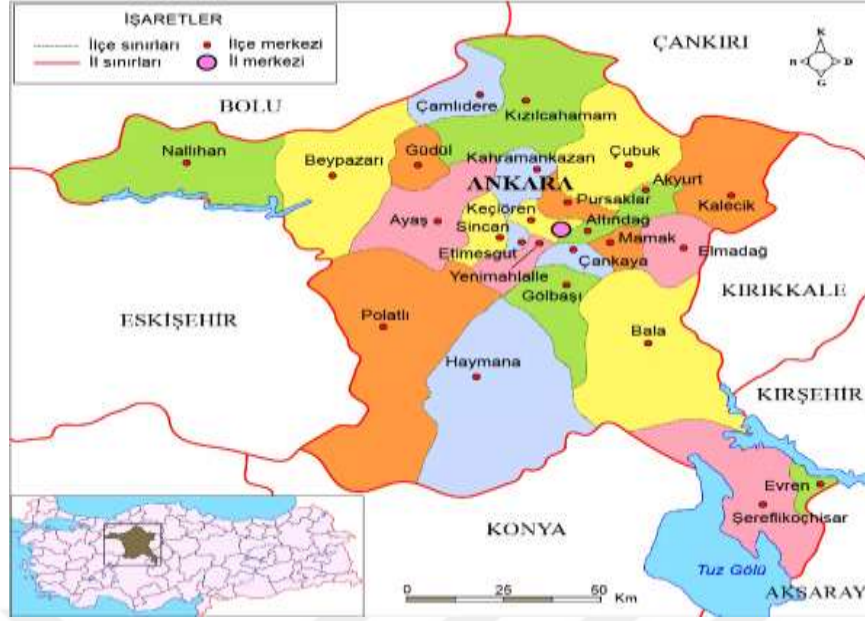 İŞARETLER
İlçe sınırları
İlçe merkezi
İl sınırları
İl merkezi
ÇANKIRI
K
B
D
G
BOLU
Çamlıdere
Kızılcahamam
Nallıhan
Beypazarı
Güdül
Kahramankazan
Çubuk
ANKARA
Akyurt
Pursaklar
Kalecik
Ayaş
Keçiören
Altındağ
Sincan
Mamak
Elmadağ
Etimesgut
Çankaya
Yenimahlalle
Gölbaşı
KIRIKKALE
ESKİŞEHİR
Polatlı
Bala
Haymana
KIRŞEHİR
Evren
Şereflikoçhisar
KONYA
Tuz Gölü
AKSARAY
0 25 50
Km